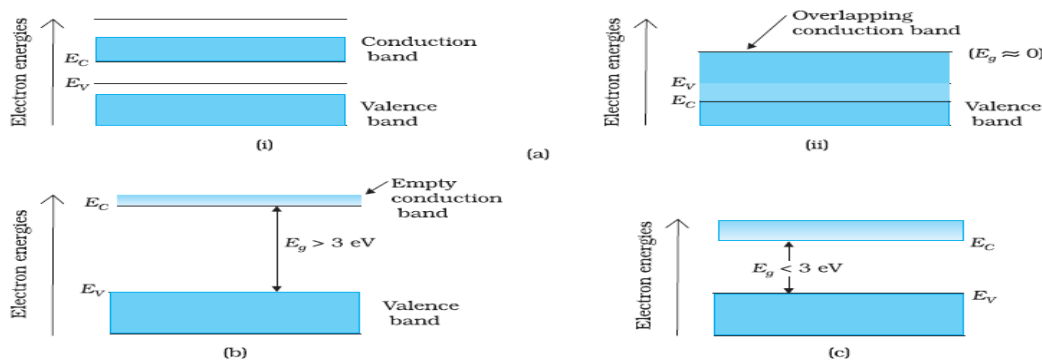 Electron energies
Conduction
band
E_C
E_V
Valence
band
(i)
Electron energies
Overlapping
conduction band
(E_g ≈ 0)
E_V
E_C
Valence
band
(ii)
(a)
Electron energies
Empty
conduction
band
E_C
E_g > 3 eV
E_V
Valence
band
(b)
Electron energies
E_C
E_g < 3 eV
E_V
(c)